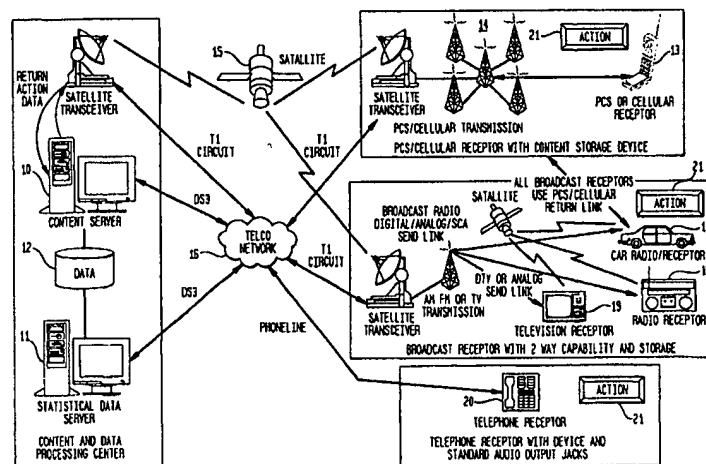 RETURN
ACTION
DATA
SATELLITE
TRANSCEIVER
10
CONTENT SERVER
12
DATA
11
STATISTICAL DATA
SERVER
CONTENT AND DATA
PROCESSING CENTER
15
SATALLITE
T1
CIRCUIT
T1
CIRCUIT
DS3
TELCO
NETWORK
16
T1
CIRCUIT
DS3
PHONELINE
SATELLITE
TRANSCEIVER
14
21
ACTION
13
PCS OR CELLULAR
RECEPTOR
PCS/CELLULAR TRANSMISSION
PCS/CELLULAR RECEPTOR WITH CONTENT STORAGE DEVICE
ALL BROADCAST RECEPTORS
USE PCS/CELLULAR
RETURN LINK
21
ACTION
BROADCAST RADIO
DIGITAL/ANALOG/SCA
SEND LINK
SATALLITE
CAR RADIO/RECEPTOR
DTV OR ANALOG
SEND LINK
SATELLITE
TRANSCEIVER
AM FM OR TV
TRANSMISSION
19
TELEVISION RECEPTOR
RADIO RECEPTOR
BROADCAST RECEPTOR WITH 2 WAY CAPABILITY AND STORAGE
20
TELEPHONE RECEPTOR
ACTION
21
TELEPHONE RECEPTOR WITH DEVICE AND
STANDARD AUDIO OUTPUT JACKS